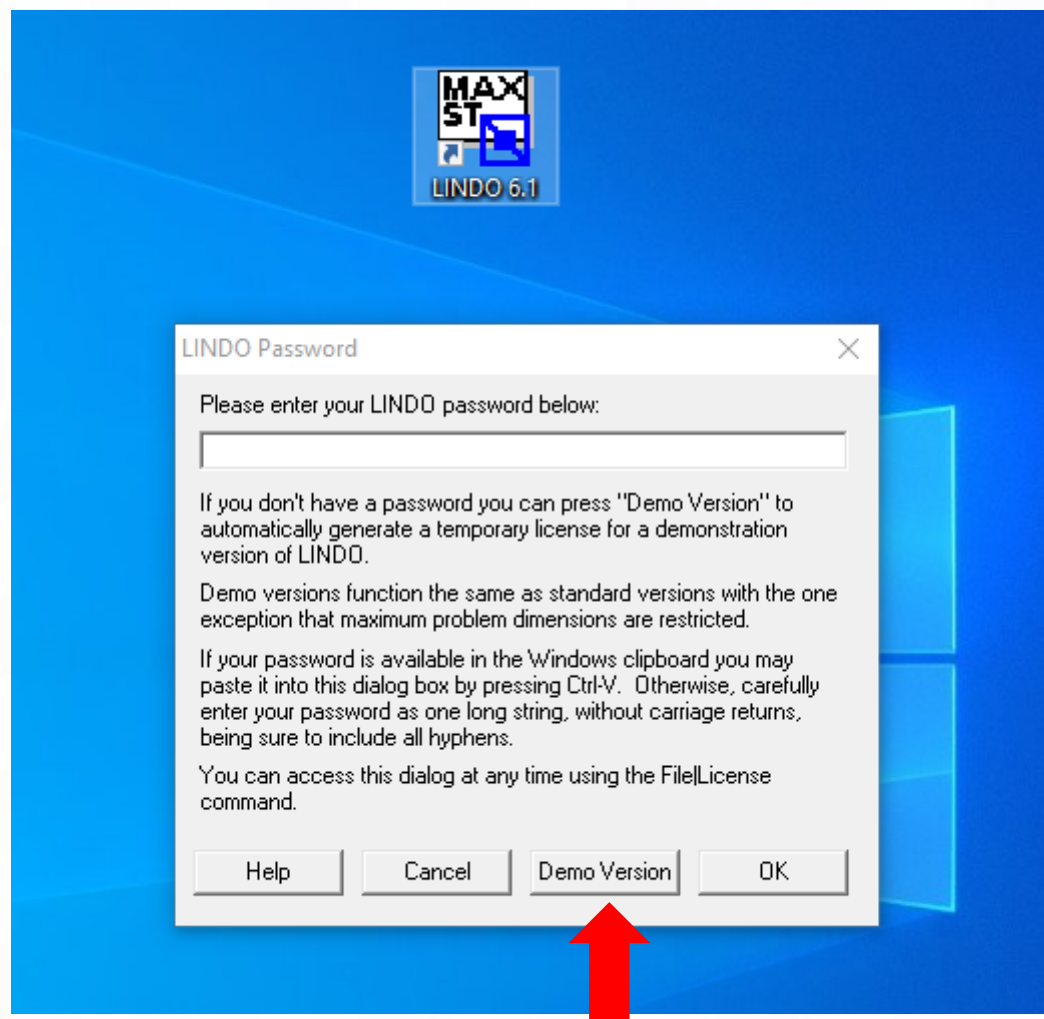 MAX
ST
LINDO 6.1
LINDO Password
Please enter your LINDO password below:
If you don't have a password you can press "Demo Version" to
automatically generate a temporary license for a demonstration
version of LINDO.
Demo versions function the same as standard versions with the one
exception that maximum problem dimensions are restricted.
If your password is available in the Windows clipboard you may
paste it into this dialog box by pressing Ctrl-V.  Otherwise, carefully
enter your password as one long string, without carriage returns,
being sure to include all hyphens.
You can access this dialog at any time using the File|License
command.
Help Cancel Demo Version OK